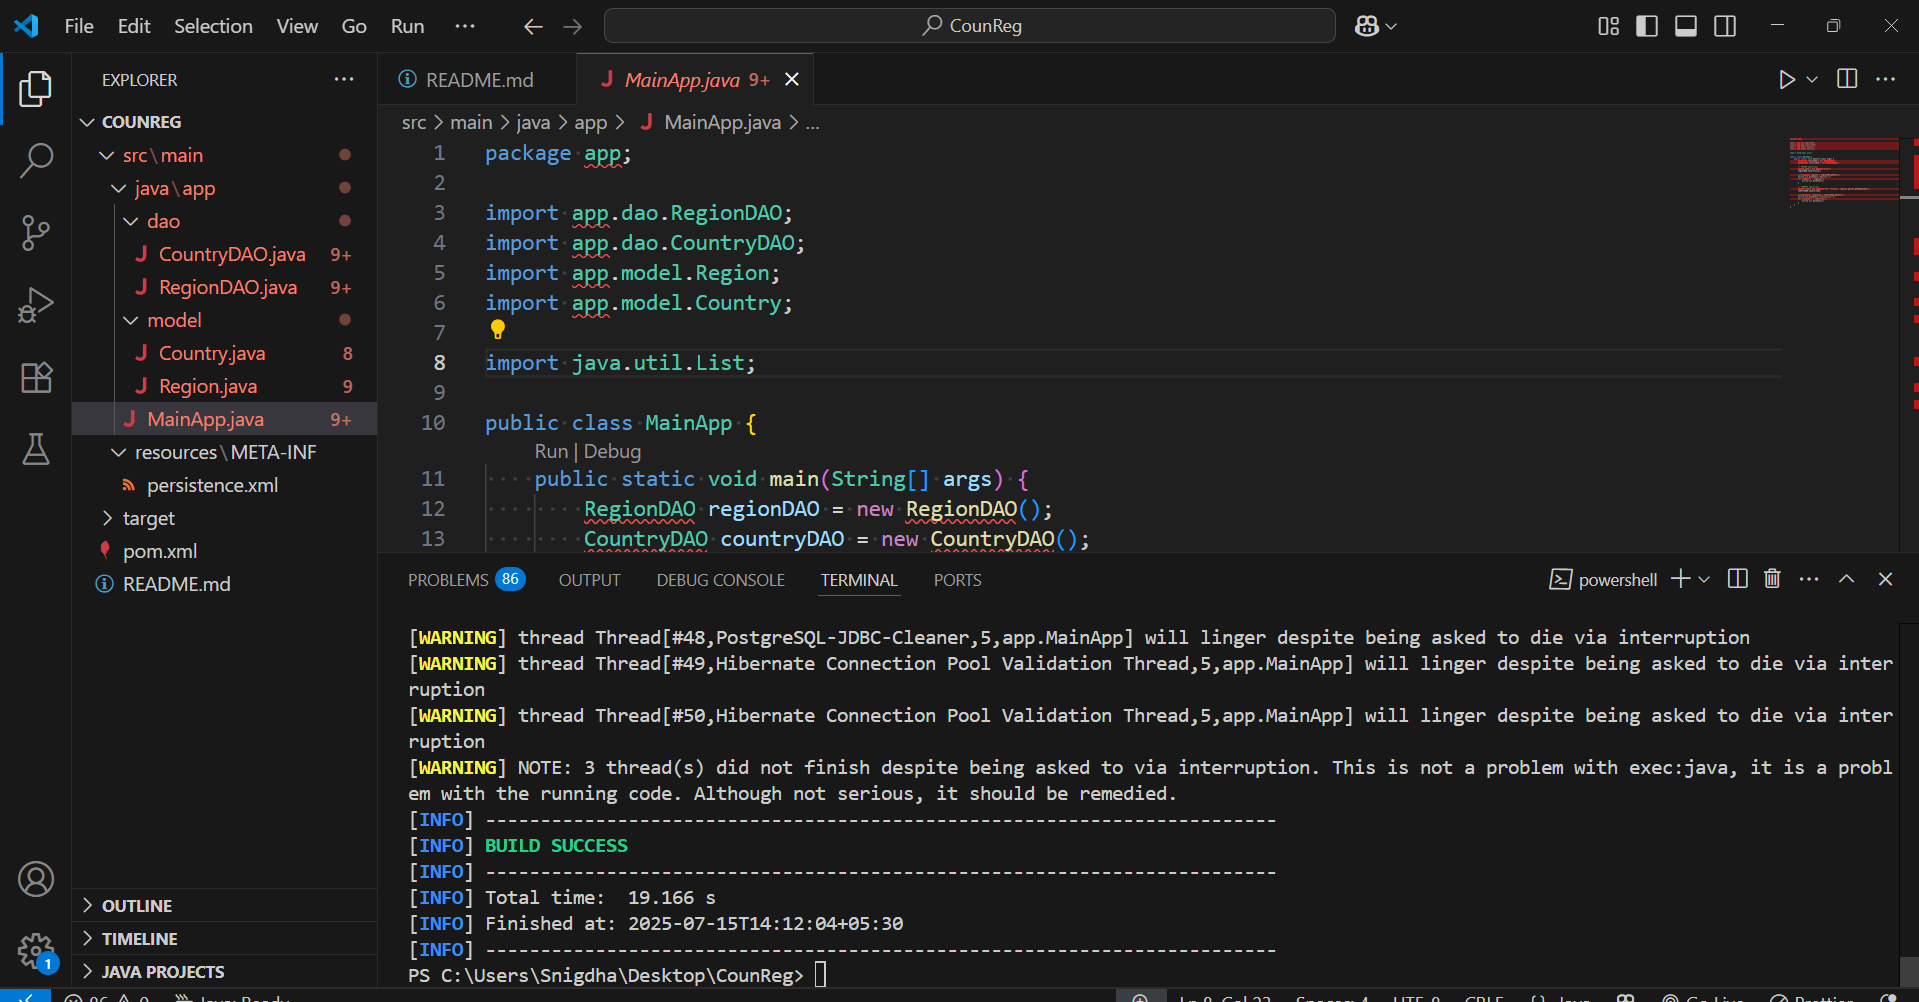 File Edit Selection View Go Run ··· CounReg
EXPLORER ···
COUNREG
src\main
java\app
dao
CountryDAO.java 9+
RegionDAO.java 9+
model
Country.java 8
Region.java 9
MainApp.java 9+
resources\META-INF
persistence.xml
target
pom.xml
README.md
OUTLINE
TIMELINE
JAVA PROJECTS
1
README.md MainApp.java 9+
src > main > java > app > MainApp.java > ...
1 package app;
2
3 import app.dao.RegionDAO;
4 import app.dao.CountryDAO;
5 import app.model.Region;
6 import app.model.Country;
7
8 import java.util.List;
9
10 public class MainApp {
Run | Debug
11 public static void main(String[] args) {
12 RegionDAO regionDAO = new RegionDAO();
13 CountryDAO countryDAO = new CountryDAO();
PROBLEMS 86 OUTPUT DEBUG CONSOLE TERMINAL PORTS powershell
[WARNING] thread Thread[#48,PostgreSQL-JDBC-Cleaner,5,app.MainApp] will linger despite being asked to die via interruption
[WARNING] thread Thread[#49,Hibernate Connection Pool Validation Thread,5,app.MainApp] will linger despite being asked to die via inter
ruption
[WARNING] thread Thread[#50,Hibernate Connection Pool Validation Thread,5,app.MainApp] will linger despite being asked to die via inter
ruption
[WARNING] NOTE: 3 thread(s) did not finish despite being asked to via interruption. This is not a problem with exec:java, it is a probl
em with the running code. Although not serious, it should be remedied.
[INFO] ------------------------------------------------------------------------
[INFO] BUILD SUCCESS
[INFO] ------------------------------------------------------------------------
[INFO] Total time:  19.166 s
[INFO] Finished at: 2025-07-15T14:12:04+05:30
[INFO] ------------------------------------------------------------------------
PS C:\Users\Snigdha\Desktop\CounReg>